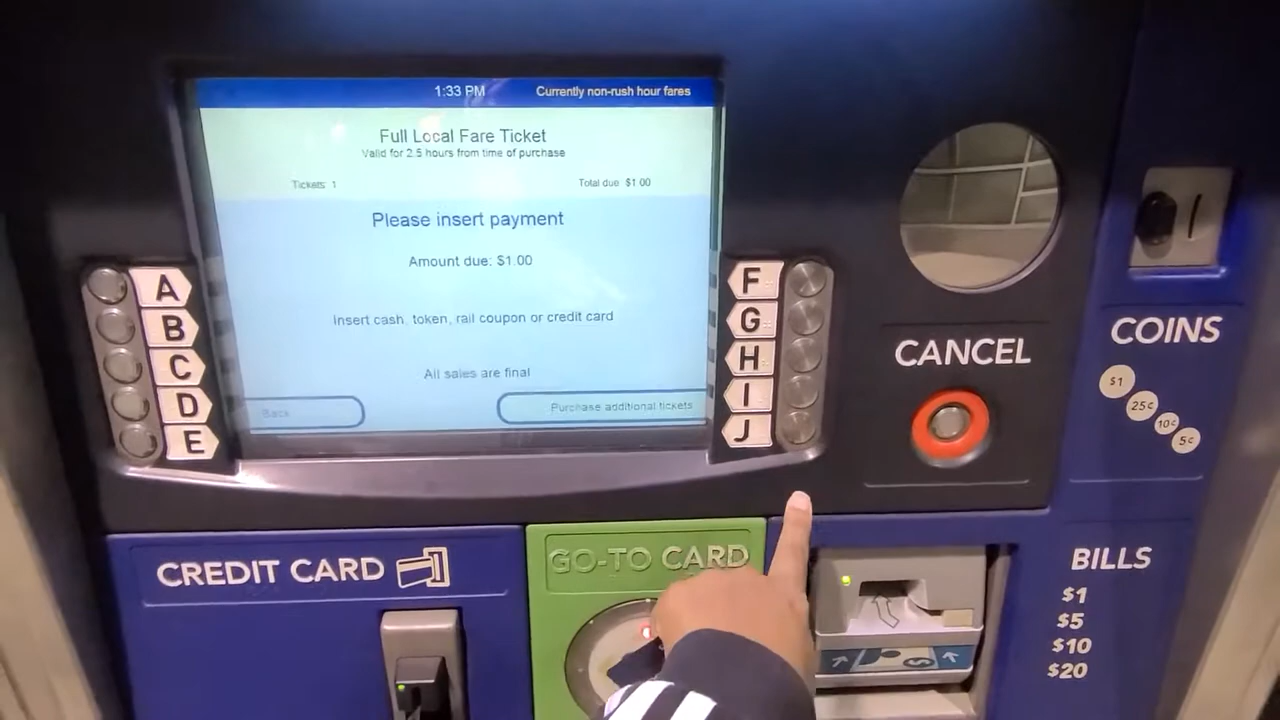 1:33 PM Currently non-rush hour fares
Full Local Fare Ticket
Valid for 2.5 hours from time of purchase
Tickets: 1 Total due $1.00
Please insert payment
Amount due: $1.00
Insert cash, token, rail coupon or credit card
All sales are final
Back
Purchase additional tickets
A
B
C
D
E
F
G
H
I
J
CANCEL
COINS
$1
25¢
10¢
5¢
CREDIT CARD
GO-TO CARD
BILLS
$1
$5
$10
$20